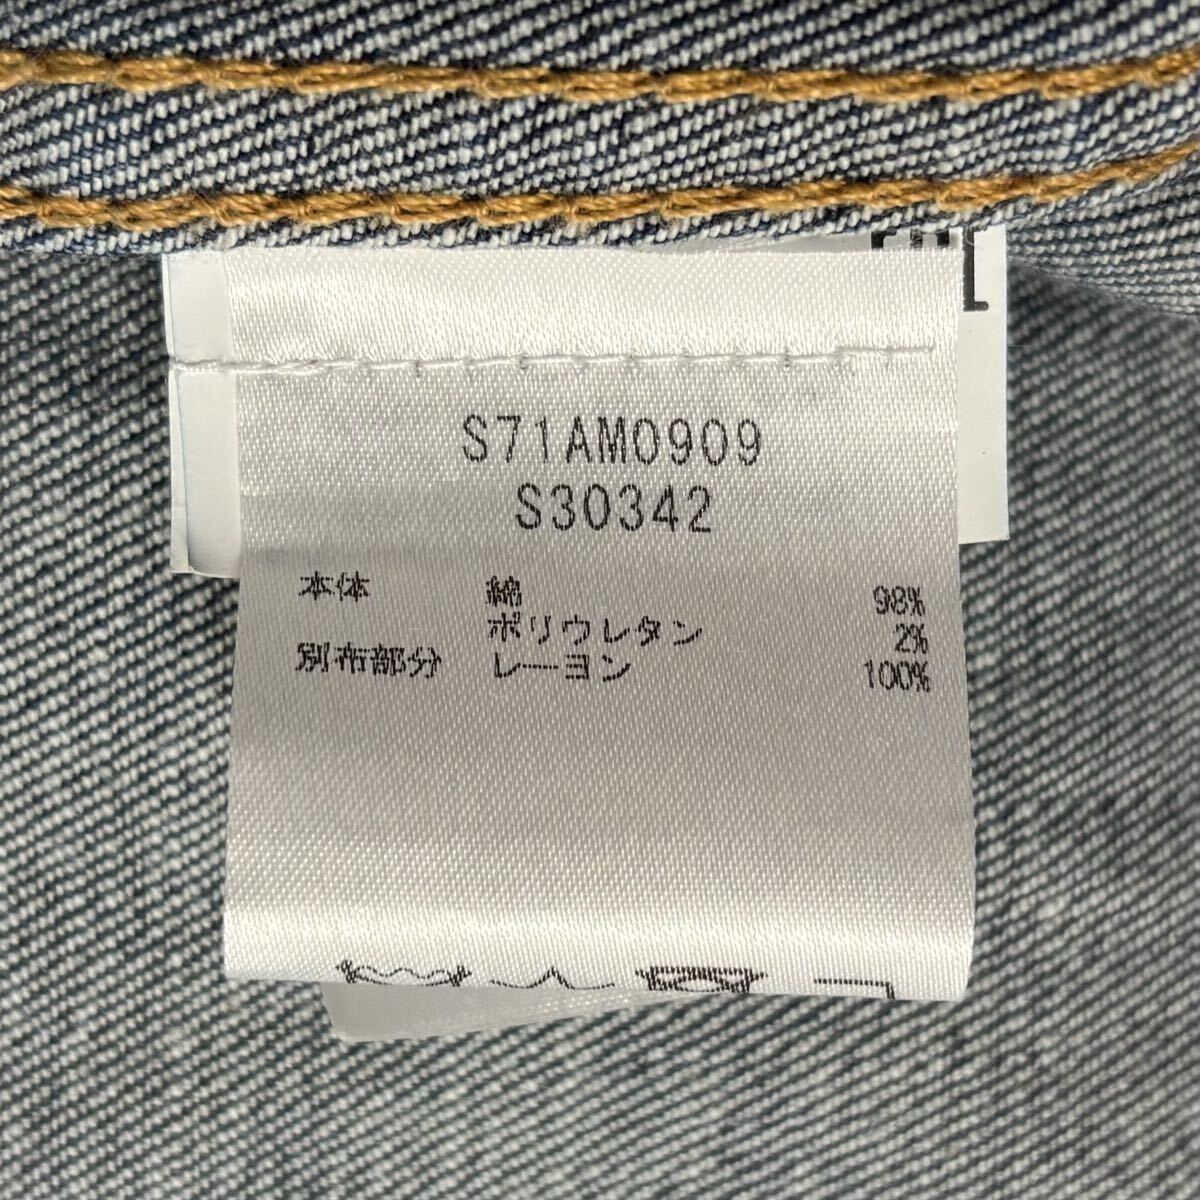 S71AM0909
S30342
本体 綿 98%
ポリウレタン 2%
別布部分 レーヨン 100%